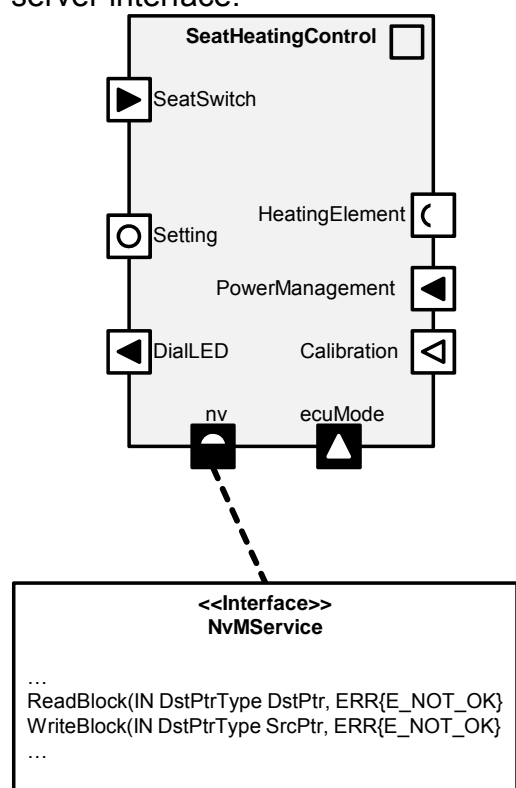 server interface.
SeatHeatingControl
SeatSwitch
HeatingElement
Setting
PowerManagement
DialLED
Calibration
nv
ecuMode
<<Interface>>
NvMService
…
ReadBlock(IN DstPtrType DstPtr, ERR{E_NOT_OK}
WriteBlock(IN DstPtrType SrcPtr, ERR{E_NOT_OK}
…